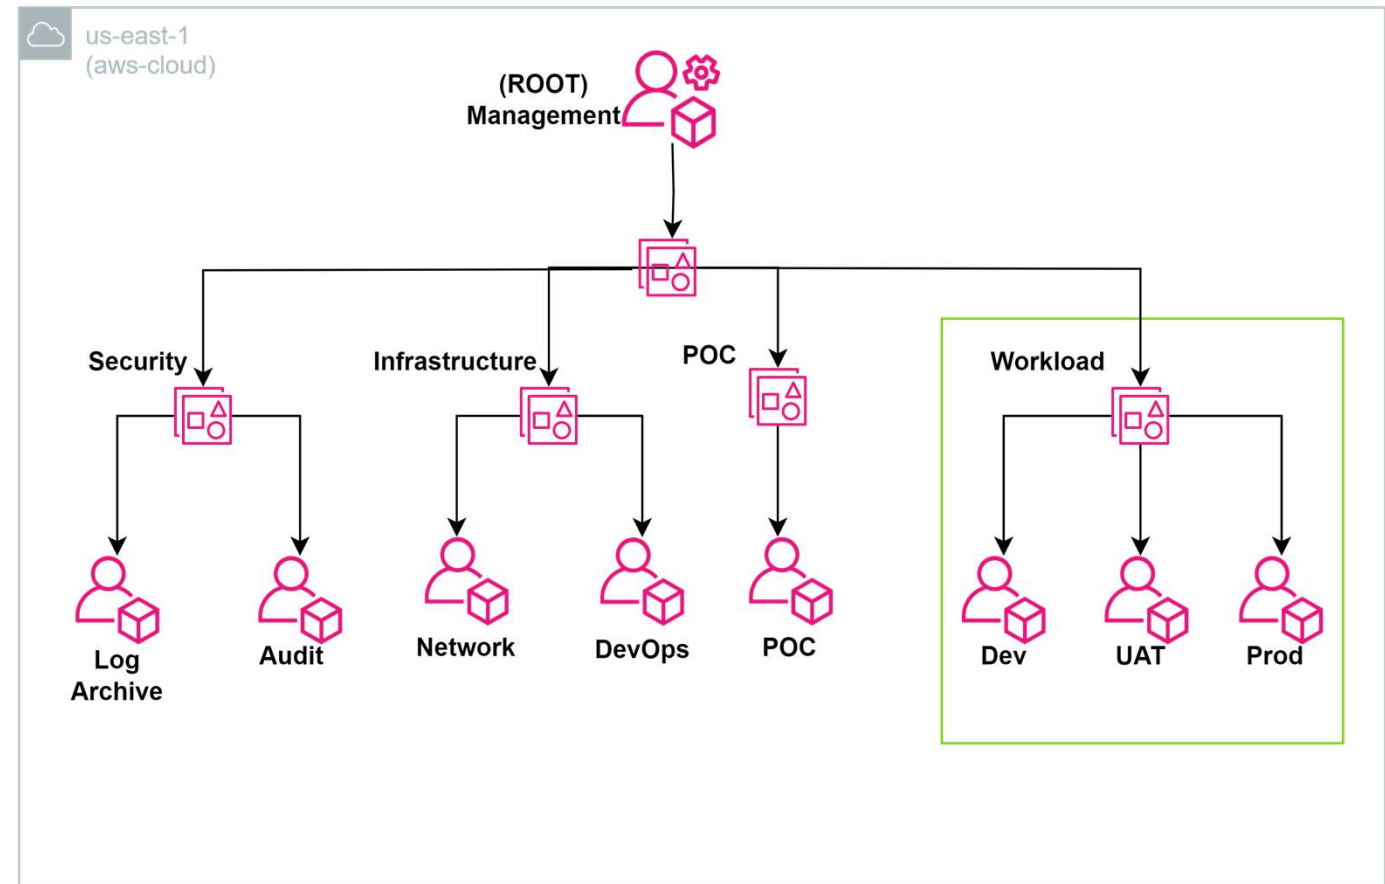 us-east-1
(aws-cloud)
(ROOT)
Management
Security
Infrastructure
POC
Workload
Log
Archive
Audit
Network
DevOps
POC
Dev
UAT
Prod